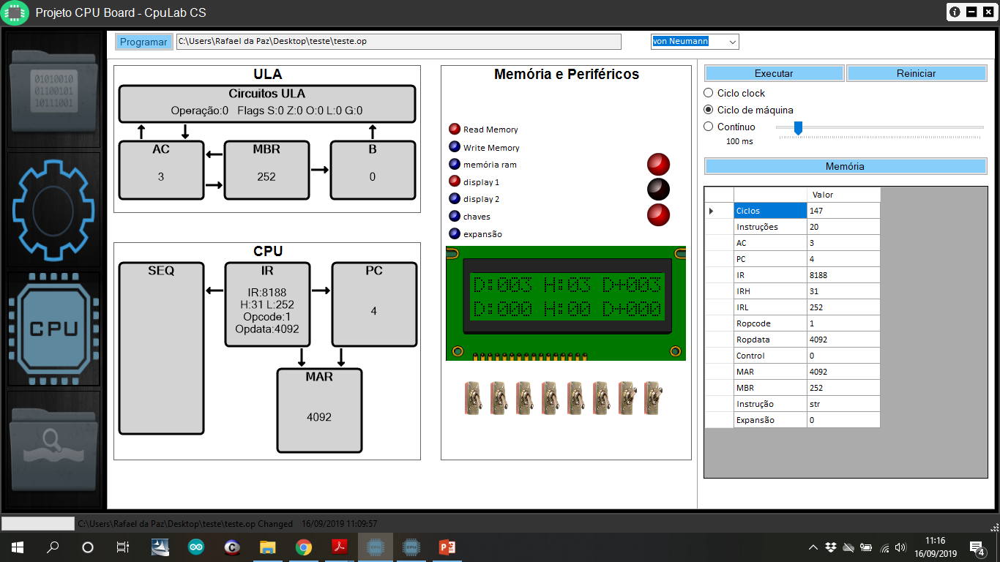 Projeto CPU Board - CpuLab CS
Programar
C:\Users\Rafael da Paz\Desktop\teste\teste.op
von Neumann
01010010
01100101
10111001
CPU
ULA
Circuitos ULA
Operação:0 Flags S:0 Z:0 O:0 L:0 G:0
AC
3
MBR
252
B
0
CPU
SEQ
IR
IR:8188
H:31 L:252
Opcode:1
Opdata:4092
PC
4
MAR
4092
Memória e Periféricos
Read Memory
Write Memory
memória ram
display 1
display 2
chaves
expansão
D:003 H:03 D+003
D:000 H:00 D+000
Executar
Reiniciar
Ciclo clock
Ciclo de máquina
Contínuo
100 ms
Memória
Valor
Ciclos 147
Instruções 20
AC 3
PC 4
IR 8188
IRH 31
IRL 252
Ropcode 1
Ropdata 4092
Control 0
MAR 4092
MBR 252
Instrução str
Expansão 0
C:\Users\Rafael da Paz\Desktop\teste\teste.op Changed 16/09/2019 11:09:57
11:16
16/09/2019
4